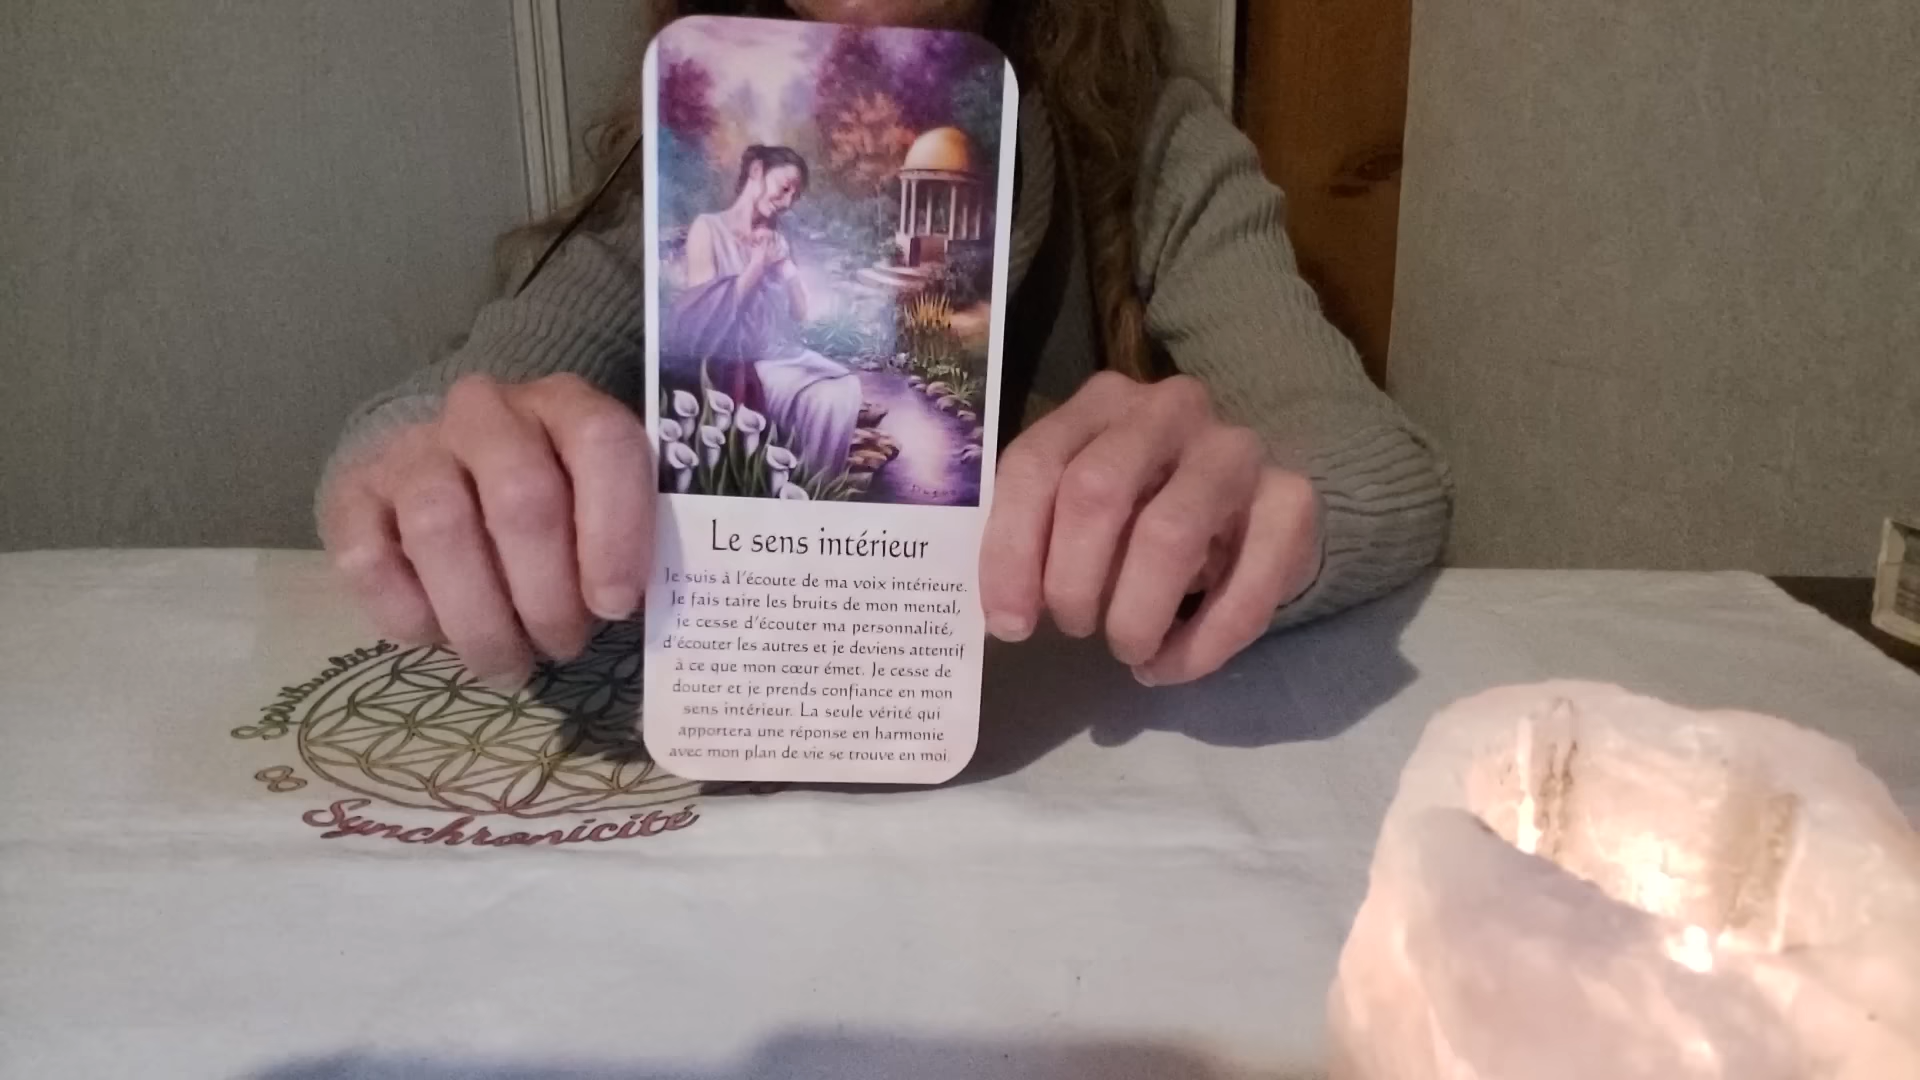 Le sens intérieur
Je suis à l'écoute de ma voix intérieure.
Je fais taire les bruits de mon mental,
je cesse d'écouter ma personnalité,
d'écouter les autres et je deviens attentif
à ce que mon cœur émet. Je cesse de
douter et je prends confiance en mon
sens intérieur. La seule vérité qui
apportera une réponse en harmonie
avec mon plan de vie se trouve en moi.
Spiritualité
Synchronicité